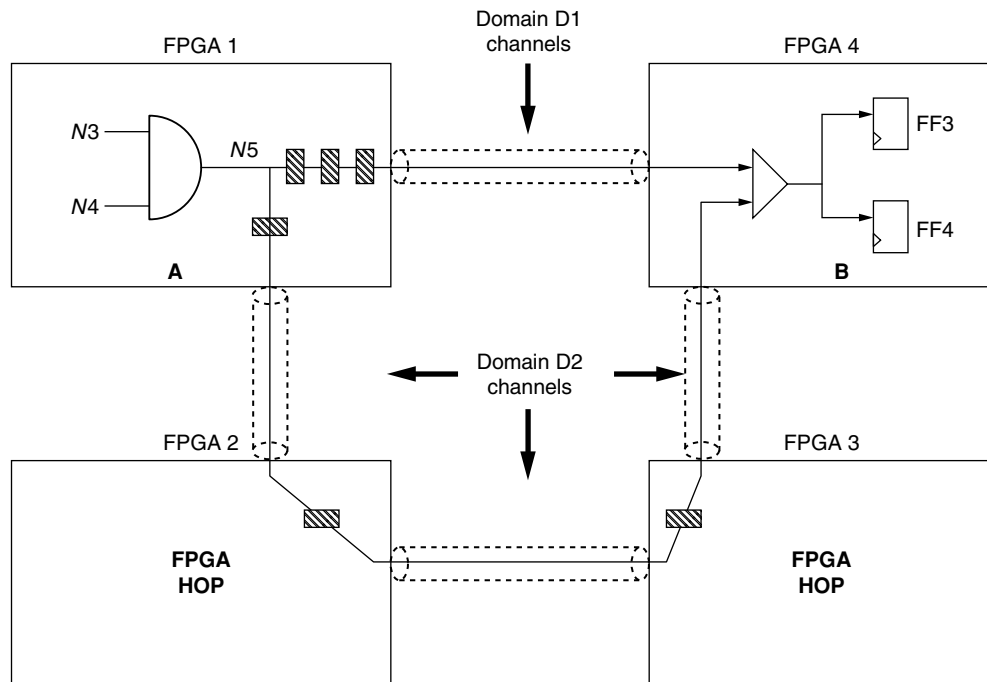 Domain D1
channels
FPGA 1
FPGA 4
N3
N5
N4
FF3
FF4
A
B
Domain D2
channels
FPGA 2
FPGA 3
FPGA
HOP
FPGA
HOP